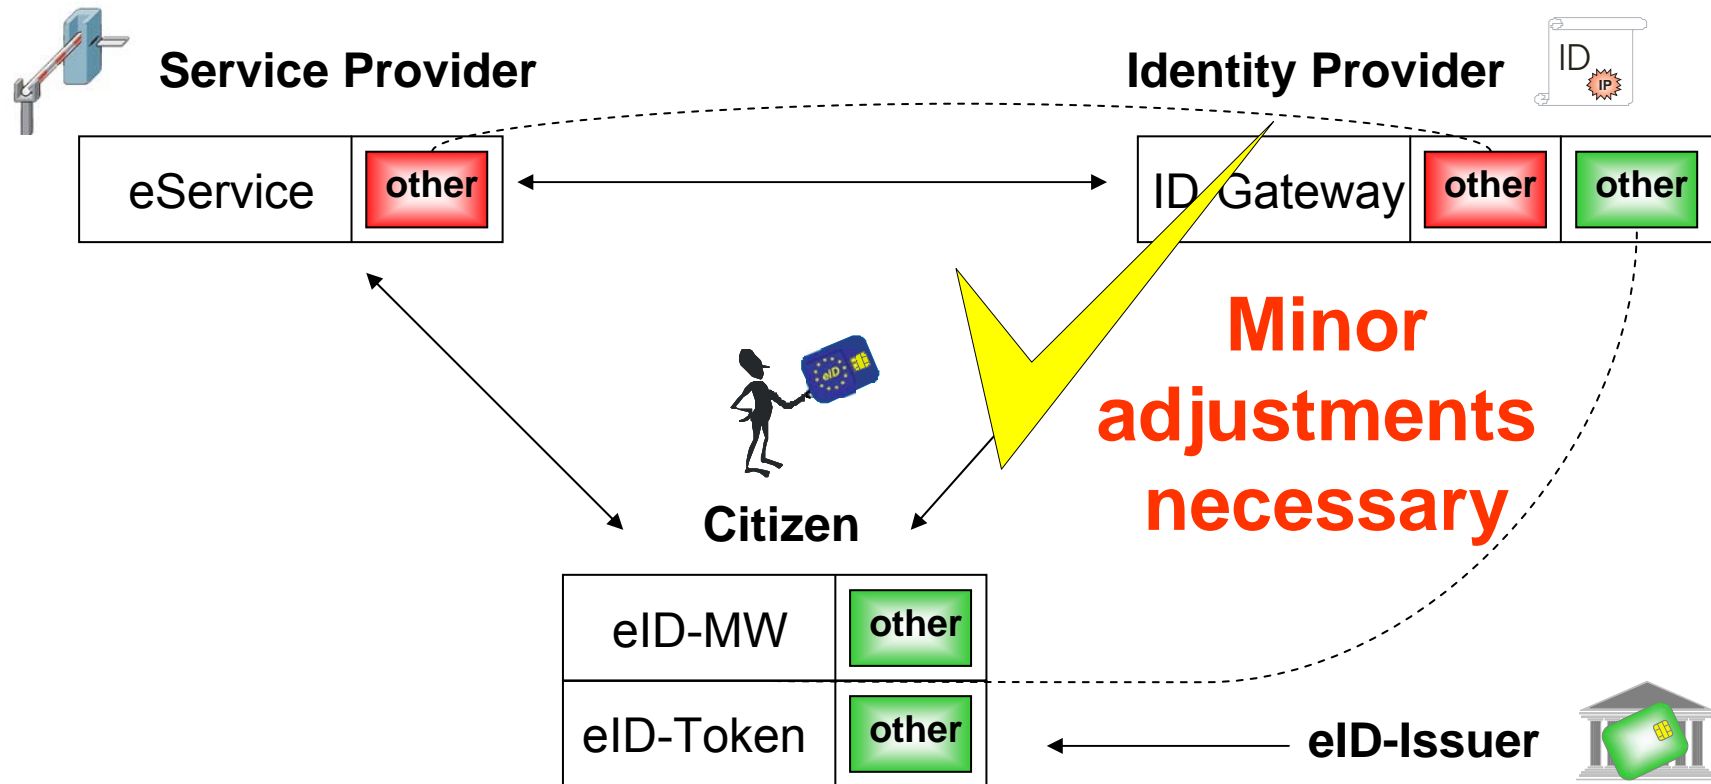 Service Provider
Identity Provider
ID
IP
eService
other
ID-Gateway
other
other
eID
Minor
adjustments
necessary
Citizen
eID-MW
other
eID-Token
other
eID-Issuer